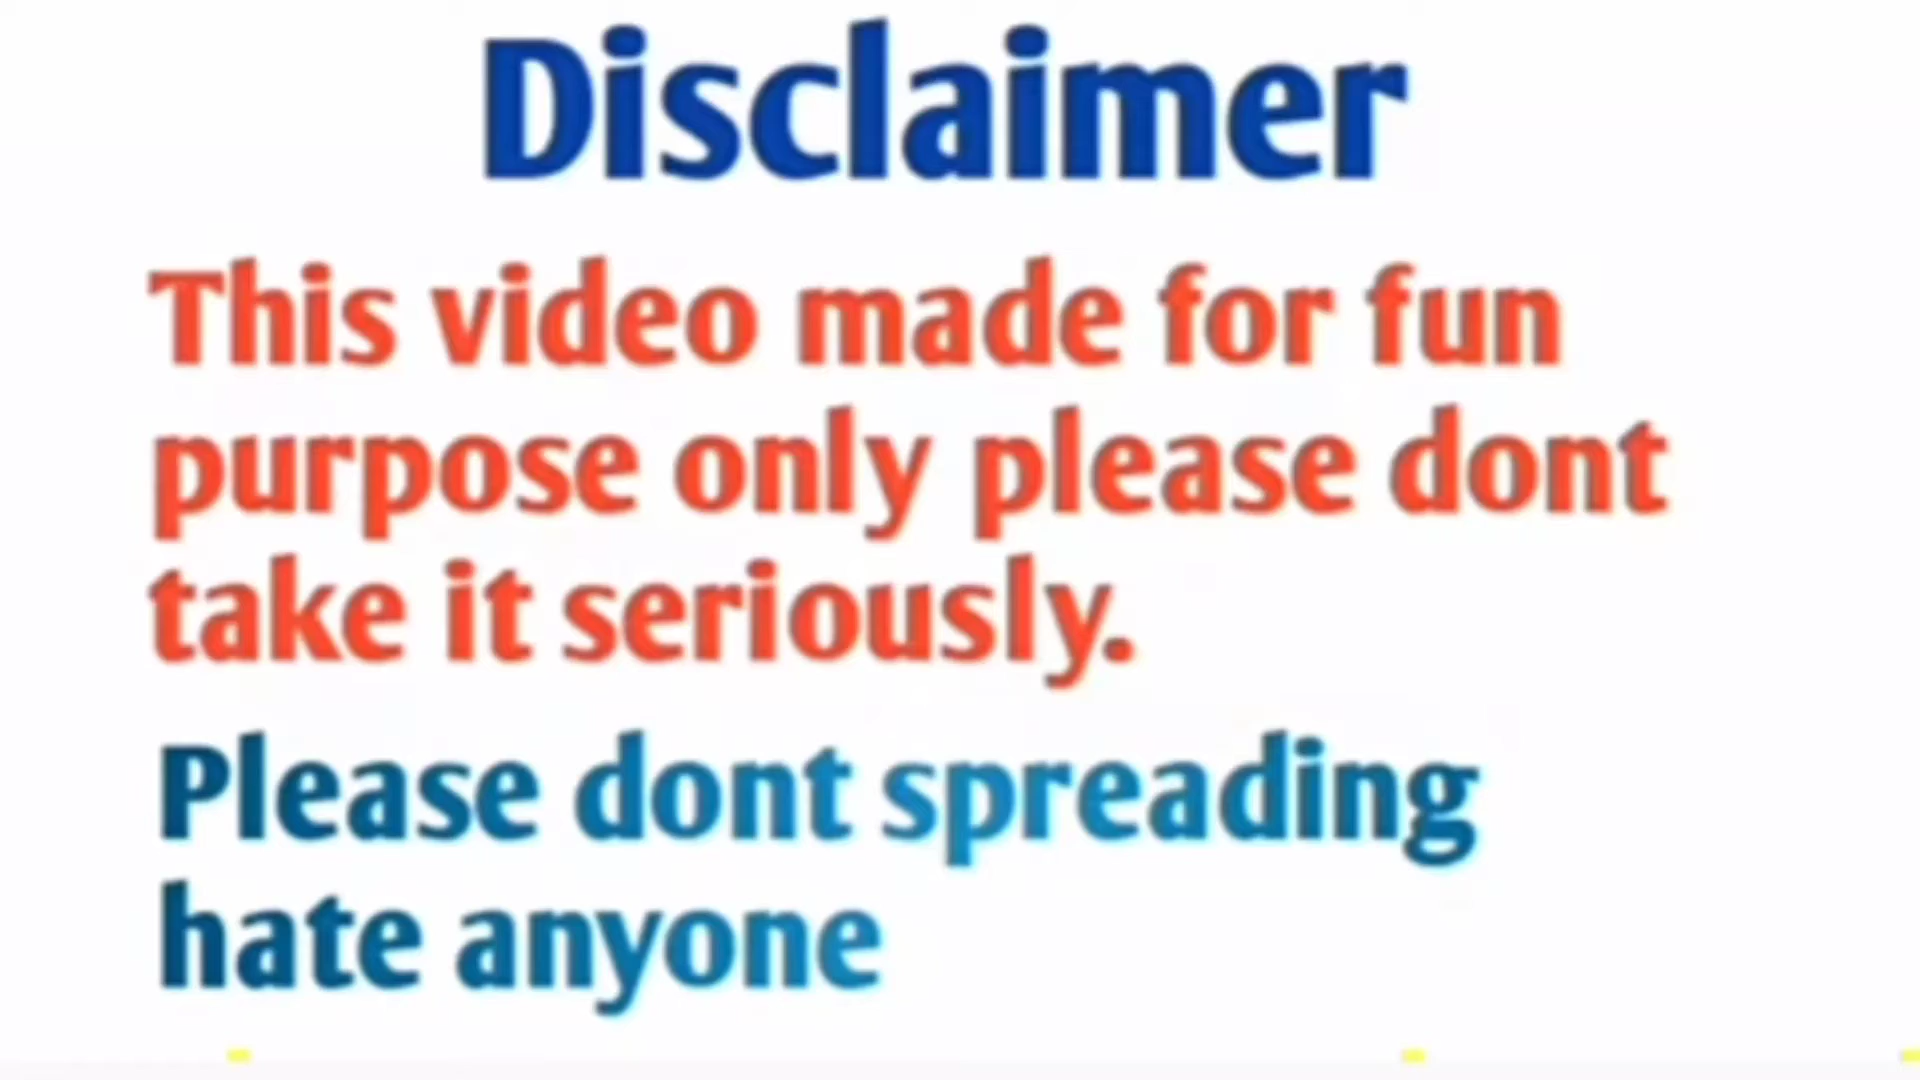 Disclaimer
This video made for fun
purpose only please dont
take it seriously.
Please dont spreading
hate anyone